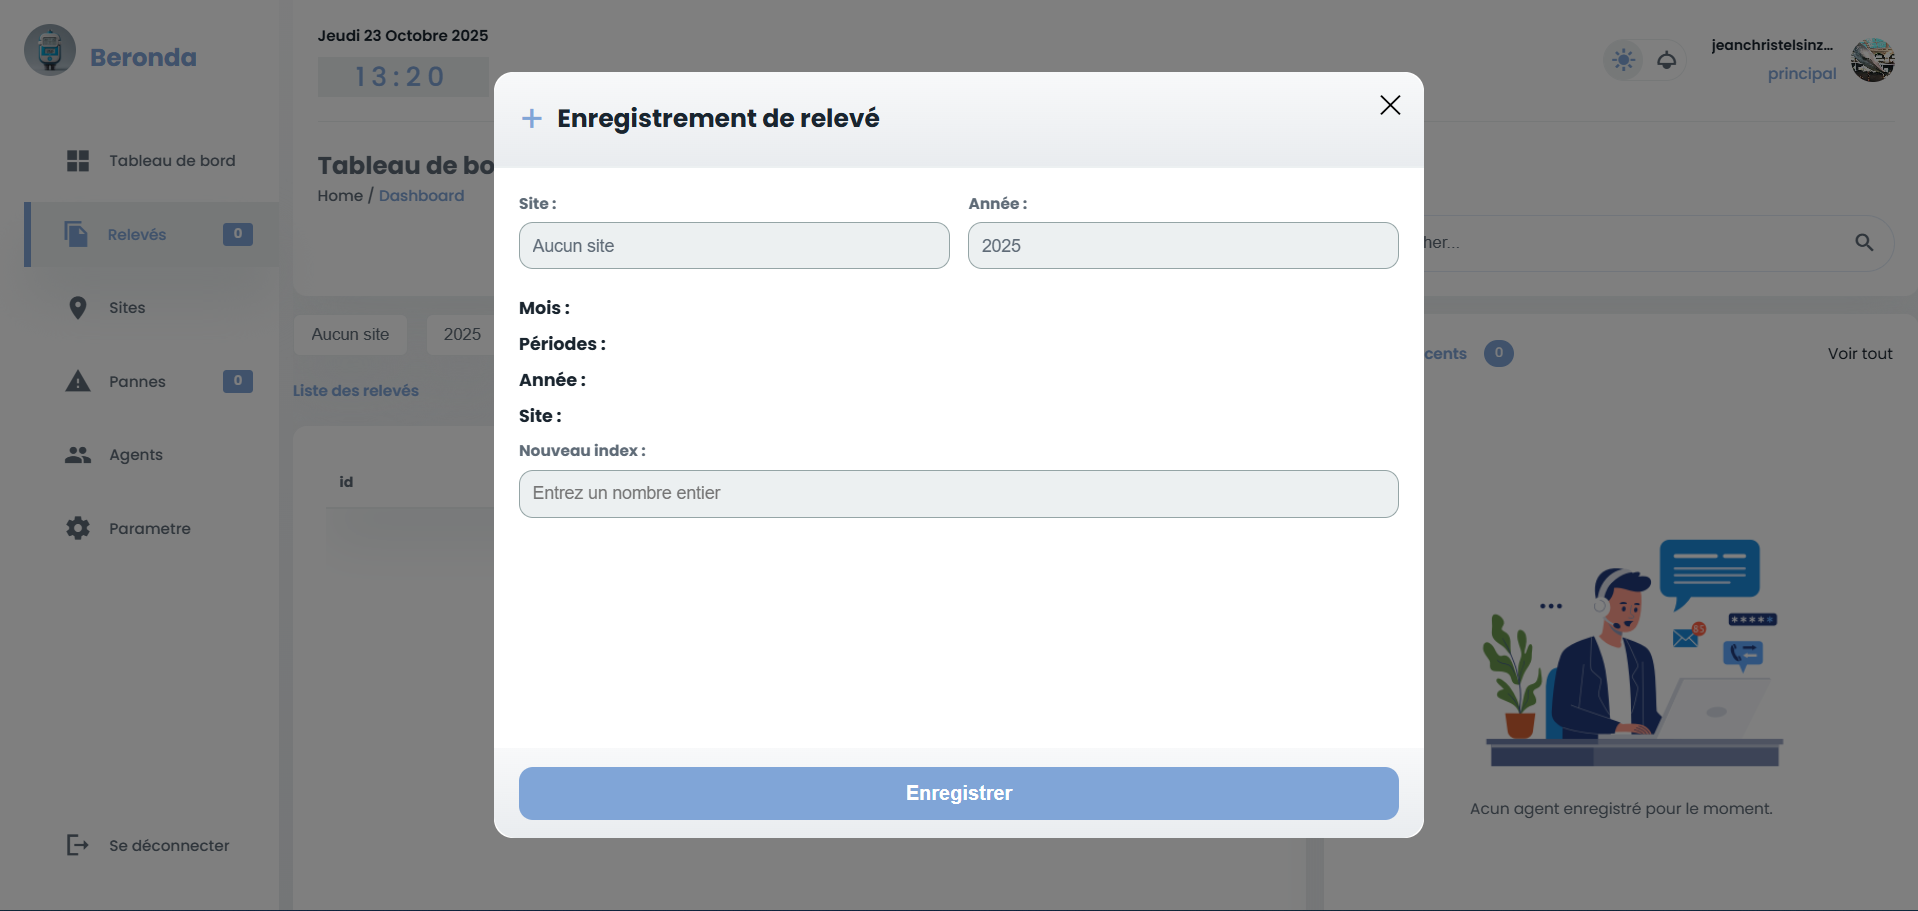 Beronda
Jeudi 23 Octobre 2025
13:20
jeanchristelsinz...
principal
Tableau de bord
Relevés 0
Sites
Pannes 0
Agents
Parametre
Se déconnecter
Tableau de bo
Home / Dashboard
her...
Aucun site
2025
Liste des relevés
id
cents 0
Voir tout
85
*****
Acun agent enregistré pour le moment.
+ Enregistrement de relevé
Site :
Année :
Aucun site
2025
Mois :
Périodes :
Année :
Site :
Nouveau index :
Entrez un nombre entier
Enregistrer